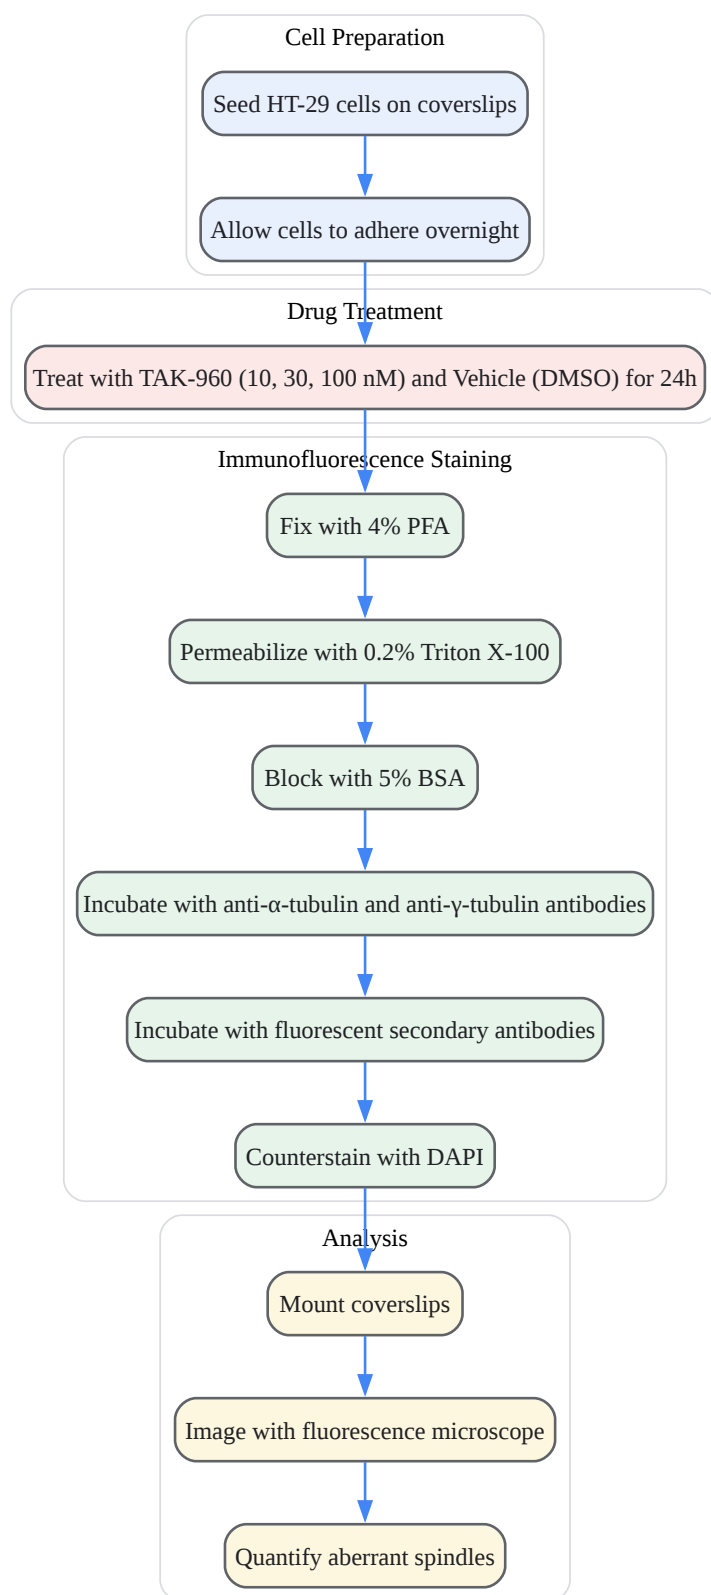 Cell Preparation
Seed HT-29 cells on coverslips
Allow cells to adhere overnight
Drug Treatment
Treat with TAK-960 (10, 30, 100 nM) and Vehicle (DMSO) for 24h
Immunofluorescence Staining
Fix with 4% PFA
Permeabilize with 0.2% Triton X-100
Block with 5% BSA
Incubate with anti-α-tubulin and anti-γ-tubulin antibodies
Incubate with fluorescent secondary antibodies
Counterstain with DAPI
Analysis
Mount coverslips
Image with fluorescence microscope
Quantify aberrant spindles